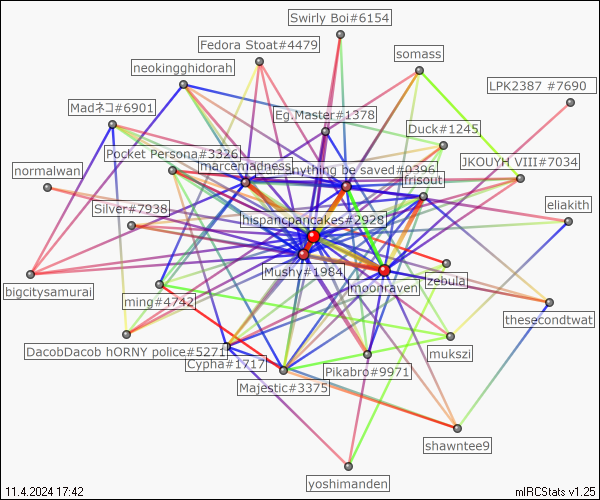 Swirly Boi#6154
Fedora Stoat#4479
somass
neokingghidorah
LPK2387 #7690
Madネコ#6901
Eg.Master#1378
Duck#1245
Pocket Persona#3326
JKOUYH VIII#7034
marcemadness
anything be saved#0396
normalwan
frisout
Silver#7938
eliakith
hispancpancakes#2928
Mushy#1984
zebula
moonraven
bigcitysamurai
ming#4742
thesecondtwat
DacobDacob hORNY police#5271
mukszi
Cypha#1717
Pikabro#9971
Majestic#3375
shawntee9
yoshimanden
11.4.2024 17:42
mIRCStats v1.25